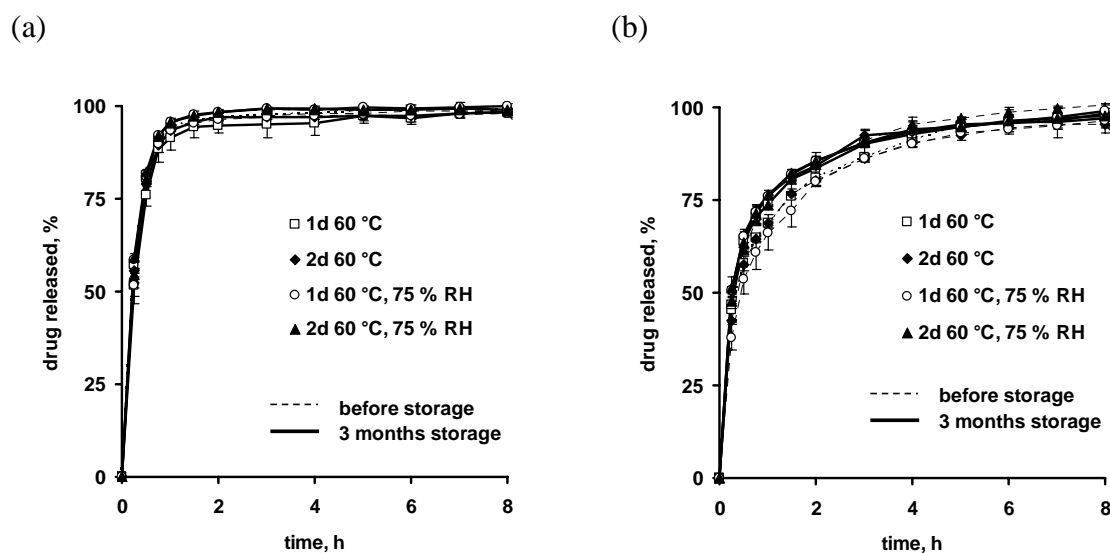 (a)
100
75
50
25
0
drug released, %
1d 60 °C
2d 60 °C
1d 60 °C, 75 % RH
2d 60 °C, 75 % RH
before storage
3 months storage
0 2 4 6 8
time, h
(b)
100
75
50
25
0
drug released, %
1d 60 °C
2d 60 °C
1d 60 °C, 75 % RH
2d 60 °C, 75 % RH
before storage
3 months storage
0 2 4 6 8
time, h